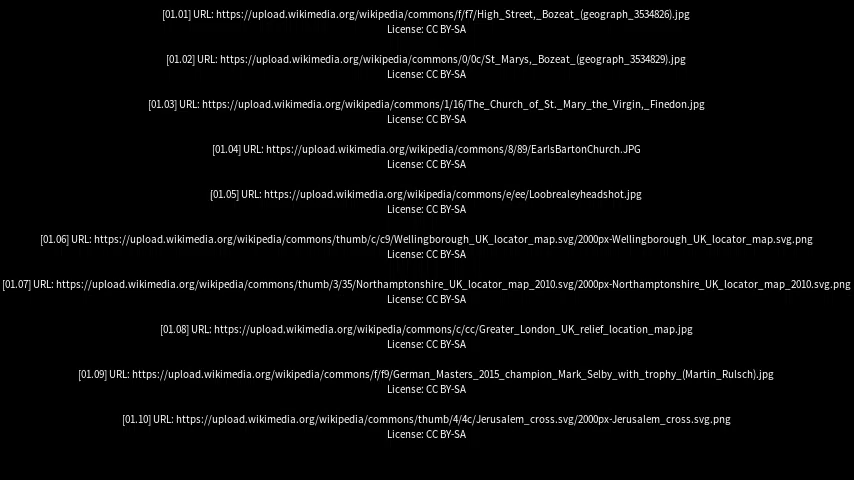 [01.01] URL: https://upload.wikimedia.org/wikipedia/commons/f/f7/High_Street,_Bozeat_(geograph_3534826).jpg
License: CC BY-SA
[01.02] URL: https://upload.wikimedia.org/wikipedia/commons/0/0c/St_Marys,_Bozeat_(geograph_3534829).jpg
License: CC BY-SA
[01.03] URL: https://upload.wikimedia.org/wikipedia/commons/1/16/The_Church_of_St._Mary_the_Virgin,_Finedon.jpg
License: CC BY-SA
[01.04] URL: https://upload.wikimedia.org/wikipedia/commons/8/89/EarlsBartonChurch.JPG
License: CC BY-SA
[01.05] URL: https://upload.wikimedia.org/wikipedia/commons/e/ee/Loobrealeyheadshot.jpg
License: CC BY-SA
[01.06] URL: https://upload.wikimedia.org/wikipedia/commons/thumb/c/c9/Wellingborough_UK_locator_map.svg/2000px-Wellingborough_UK_locator_map.svg.png
License: CC BY-SA
[01.07] URL: https://upload.wikimedia.org/wikipedia/commons/thumb/3/35/Northamptonshire_UK_locator_map_2010.svg/2000px-Northamptonshire_UK_locator_map_2010.svg.png
License: CC BY-SA
[01.08] URL: https://upload.wikimedia.org/wikipedia/commons/c/cc/Greater_London_UK_relief_location_map.jpg
License: CC BY-SA
[01.09] URL: https://upload.wikimedia.org/wikipedia/commons/f/f9/German_Masters_2015_champion_Mark_Selby_with_trophy_(Martin_Rulsch).jpg
License: CC BY-SA
[01.10] URL: https://upload.wikimedia.org/wikipedia/commons/thumb/4/4c/Jerusalem_cross.svg/2000px-Jerusalem_cross.svg.png
License: CC BY-SA